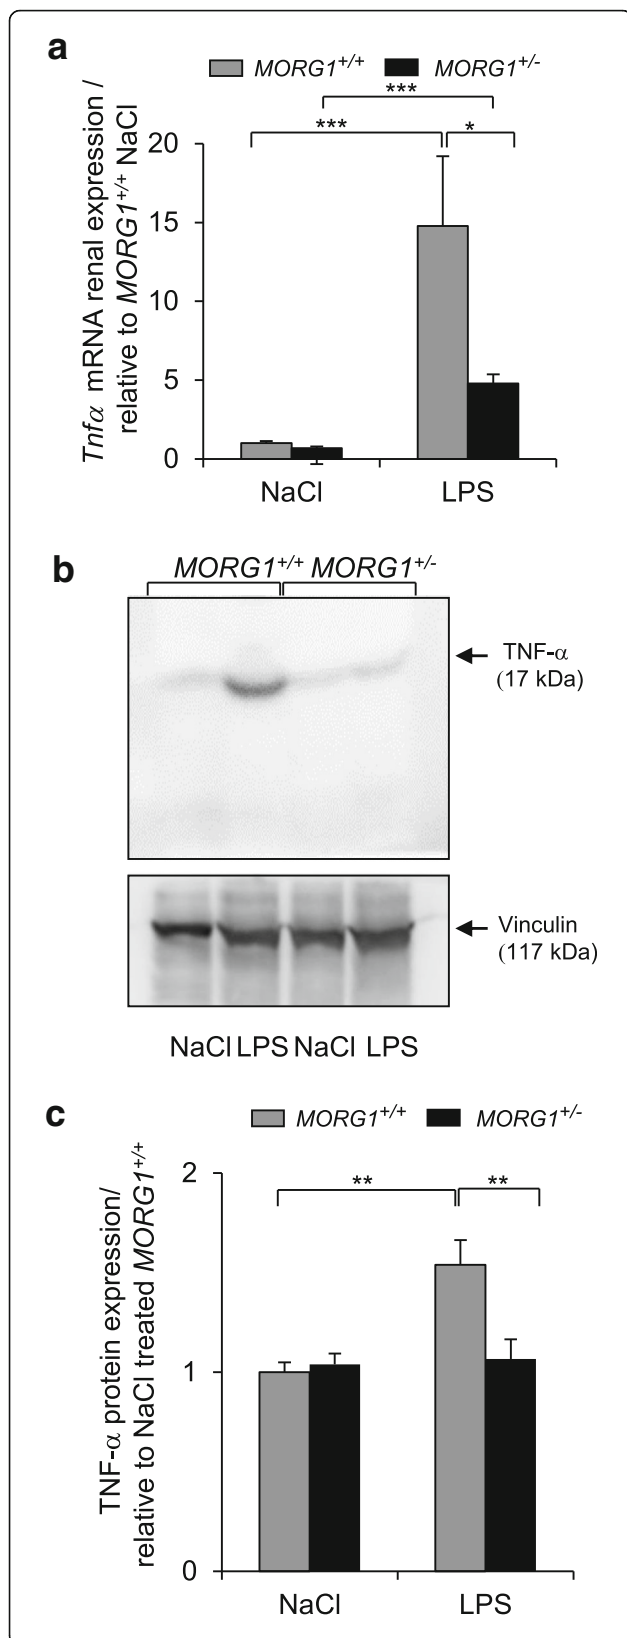 a
MORG1+/+ MORG1+/-
***
*** *
Tnfα mRNA renal expression /
relative to MORG1+/+ NaCl
20
15
10
5
0
NaCl LPS
b
MORG1+/+ MORG1+/-
TNF-α
(17 kDa)
Vinculin
(117 kDa)
NaCl LPS NaCl LPS
c
MORG1+/+ MORG1+/-
TNF-α protein expression/
relative to NaCl treated MORG1+/+
2
** **
1
0
NaCl LPS